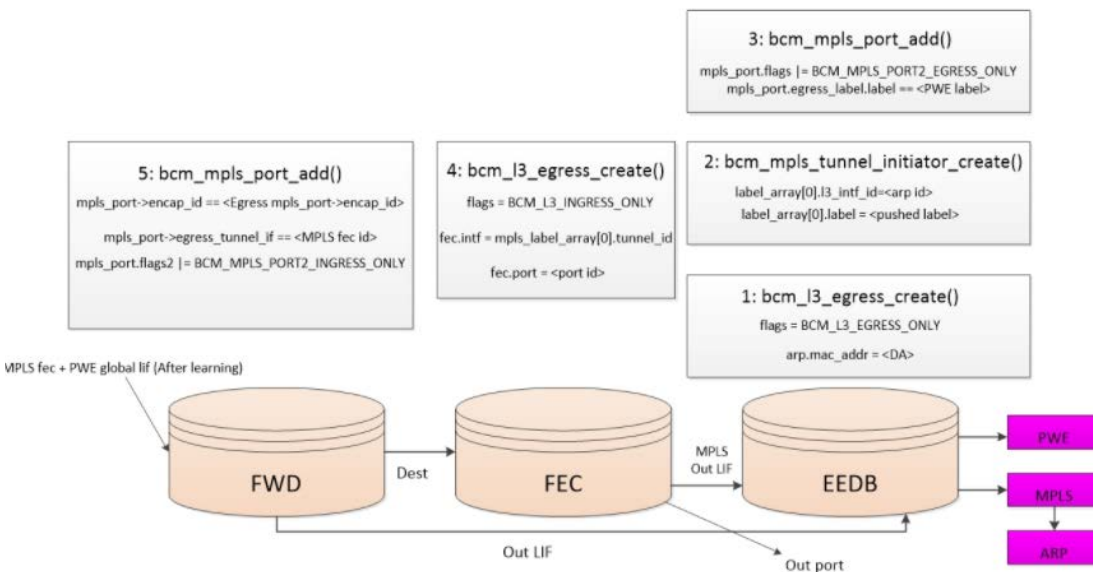 3: bcm_mpls_port_add()
mpls_port.flags |= BCM_MPLS_PORT2_EGRESS_ONLY
mpls_port.egress_label.label == <PWE label>
5: bcm_mpls_port_add()
mpls_port->encap_id == <Egress mpls_port->encap_id>
mpls_port->egress_tunnel_if == <MPLS fec id>
mpls_port.flags2 |= BCM_MPLS_PORT2_INGRESS_ONLY
4: bcm_l3_egress_create()
flags = BCM_L3_INGRESS_ONLY
fec.intf = mpls_label_array[0].tunnel_id
fec.port = <port id>
2: bcm_mpls_tunnel_initiator_create()
label_array[0].l3_intf_id=<arp id>
label_array[0].label = <pushed label>
1: bcm_l3_egress_create()
flags = BCM_L3_EGRESS_ONLY
arp.mac_addr = <DA>
MPLS fec + PWE global lif (After learning)
FWD
Dest
FEC
MPLS
Out LIF
EEDB
PWE
MPLS
ARP
Out LIF
Out port